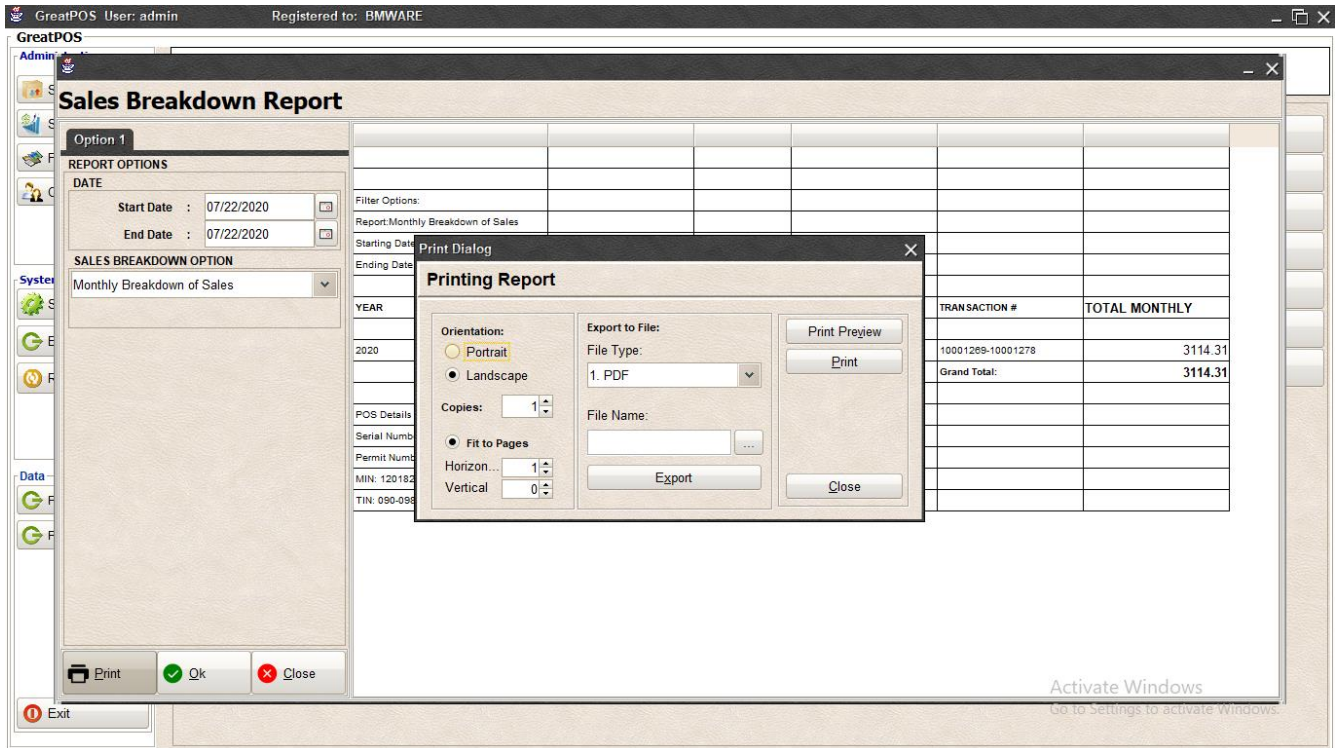 GreatPOS User: admin Registered to: BMWARE
GreatPOS
Sales Breakdown Report
Option 1
REPORT OPTIONS
DATE
Start Date : 07/22/2020
End Date : 07/22/2020
SALES BREAKDOWN OPTION
Monthly Breakdown of Sales
Print
Ok
Close
Exit
Filter Options:
Report:Monthly Breakdown of Sales
Starting Date
Ending Date
YEAR TRANSACTION # TOTAL MONTHLY
2020 10001269-10001278 3114.31
Grand Total: 3114.31
POS Details
Serial Numb
Permit Numb
MIN: 120182
TIN: 090-098
Print Dialog
Printing Report
Orientation:
Portrait
Landscape
Copies: 1
Fit to Pages
Horizon... 1
Vertical 0
Export to File:
File Type:
1. PDF
File Name:
...
Export
Print Preview
Print
Close
System
Data
Activate Windows
Go to Settings to activate Windows.